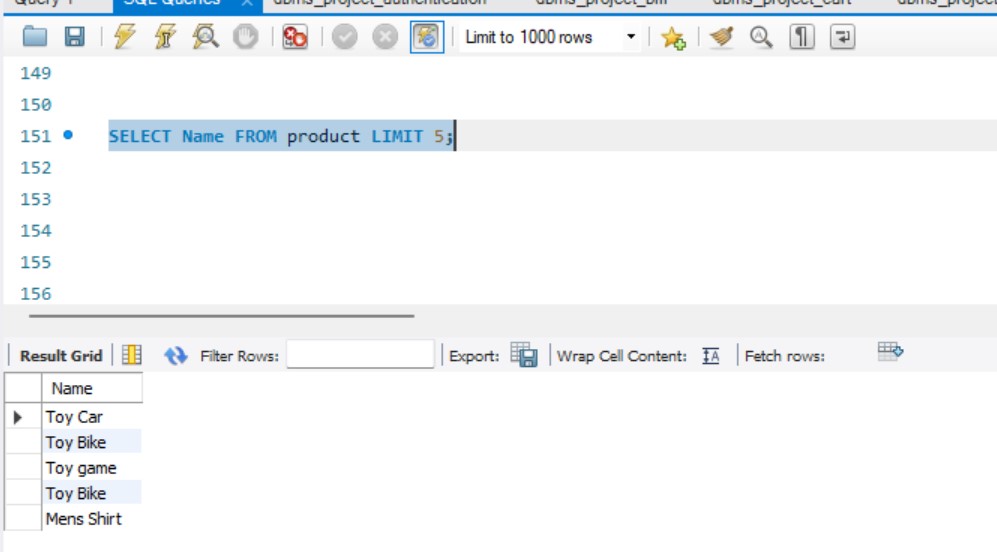 Query 1 SQL Queries × dbms_project_authentication dbms_project_bill dbms_project_cart dbms_project
Limit to 1000 rows
149
150
151 SELECT Name FROM product LIMIT 5;
152
153
154
155
156
Result Grid Filter Rows: Export: Wrap Cell Content: Fetch rows:
Name
Toy Car
Toy Bike
Toy game
Toy Bike
Mens Shirt